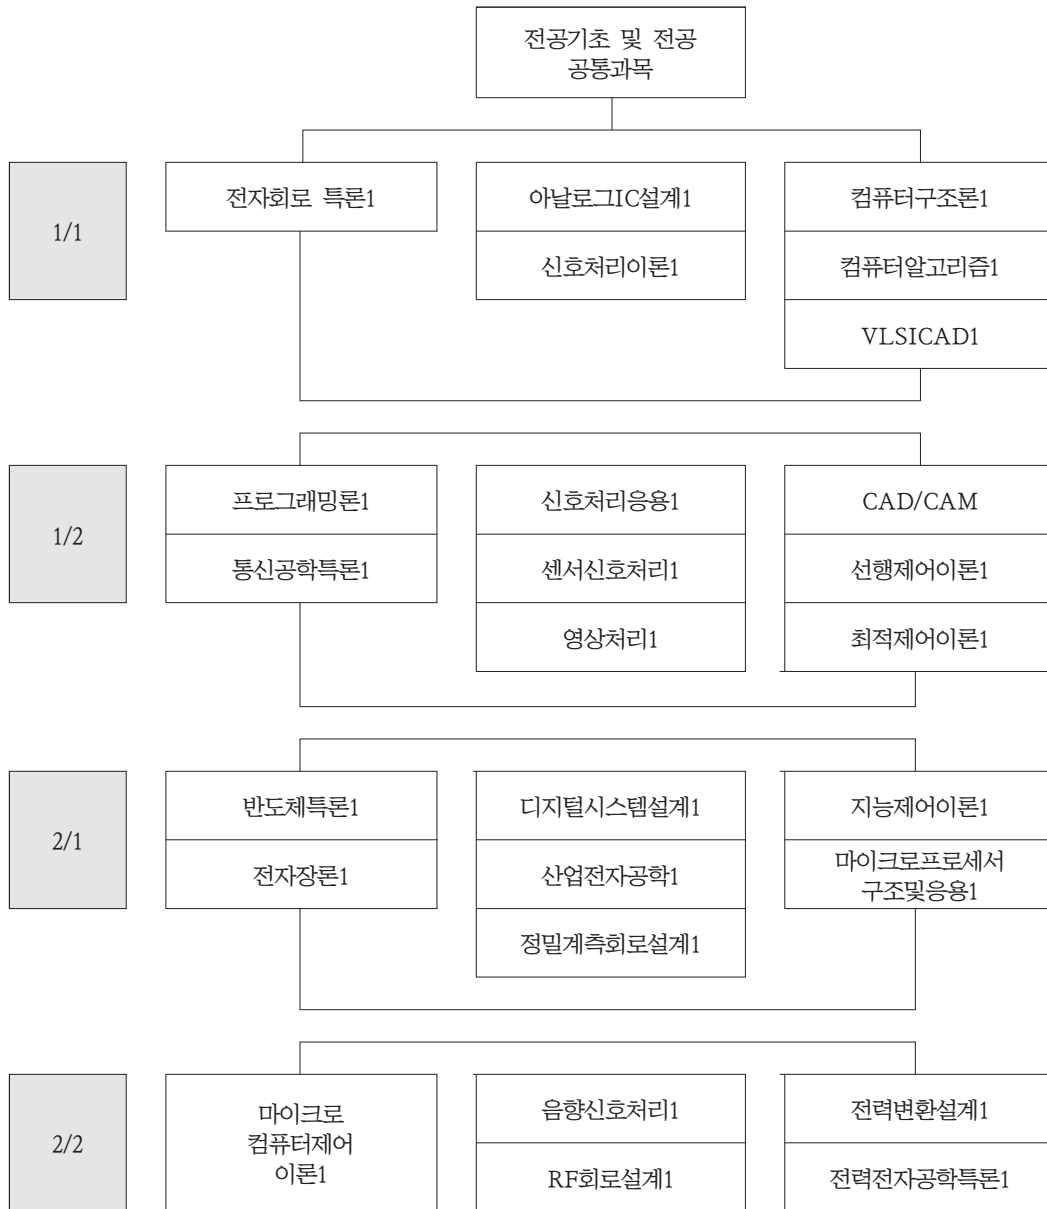 전공기초 및 전공
공통과목
1/1
전자회로 특론1
아날로그IC설계1
신호처리이론1
컴퓨터구조론1
컴퓨터알고리즘1
VLSICAD1
1/2
프로그래밍론1
통신공학특론1
신호처리응용1
센서신호처리1
영상처리1
CAD/CAM
선행제어이론1
최적제어이론1
2/1
반도체특론1
전자장론1
디지털시스템설계1
산업전자공학1
정밀계측회로설계1
지능제어이론1
마이크로프로세서
구조및응용1
2/2
마이크로
컴퓨터제어
이론1
음향신호처리1
RF회로설계1
전력변환설계1
전력전자공학특론1